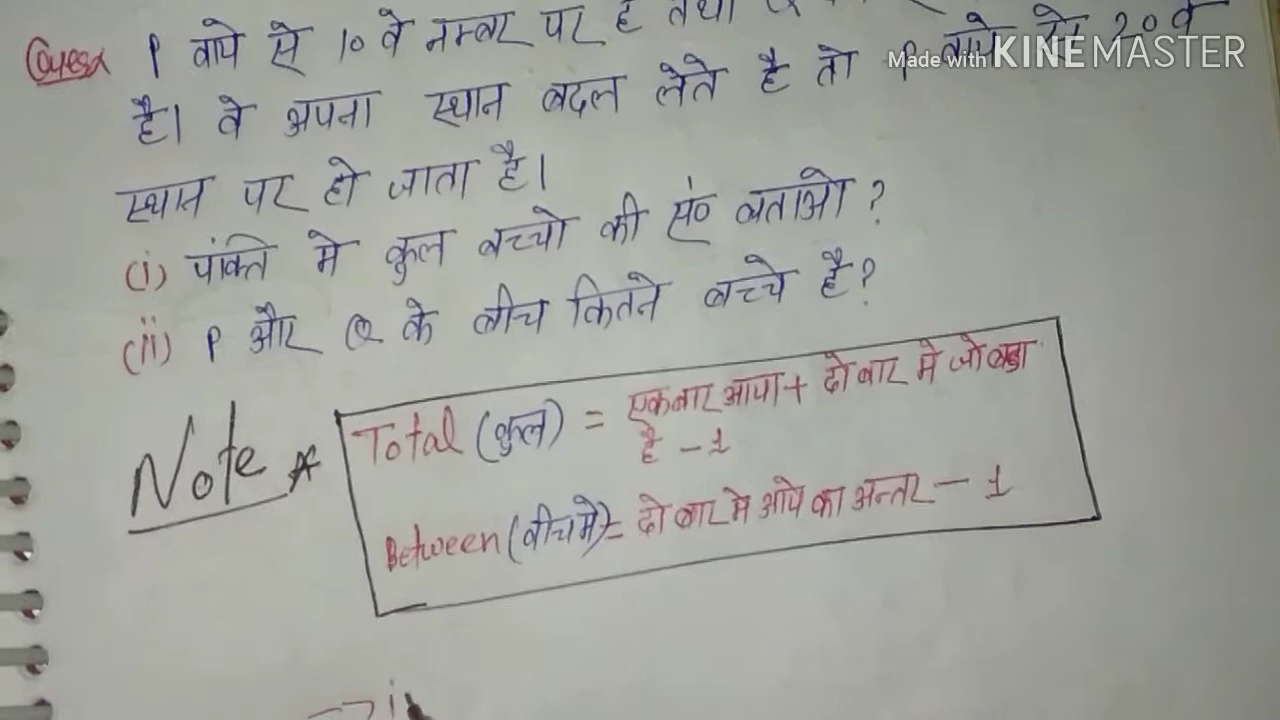 Ques P बाये से 10 वे नम्बर पर है तथा
है। वे अपना स्थान बदल लेते है तो P बाये से 20 वे
Made with KINEMASTER
स्थान पर हो जाता है।
(i) पंक्ति मे कुल बच्चो की सं० बताओ ?
(ii) P और Q के बीच कितने बच्चे है?
Note *
Total (कुल) = एकबार आया + दो बार मे जो बड़ा
है - 1
Between (बीच मे) = दो बार मे आये का अन्तर - 1